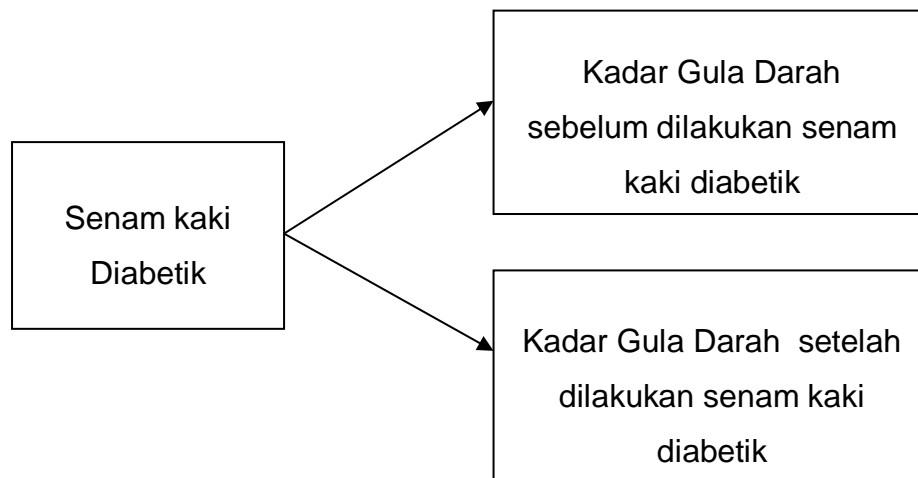 Kadar Gula Darah
sebelum dilakukan senam
kaki diabetik
Senam kaki
Diabetik
Kadar Gula Darah  setelah
dilakukan senam kaki
diabetik